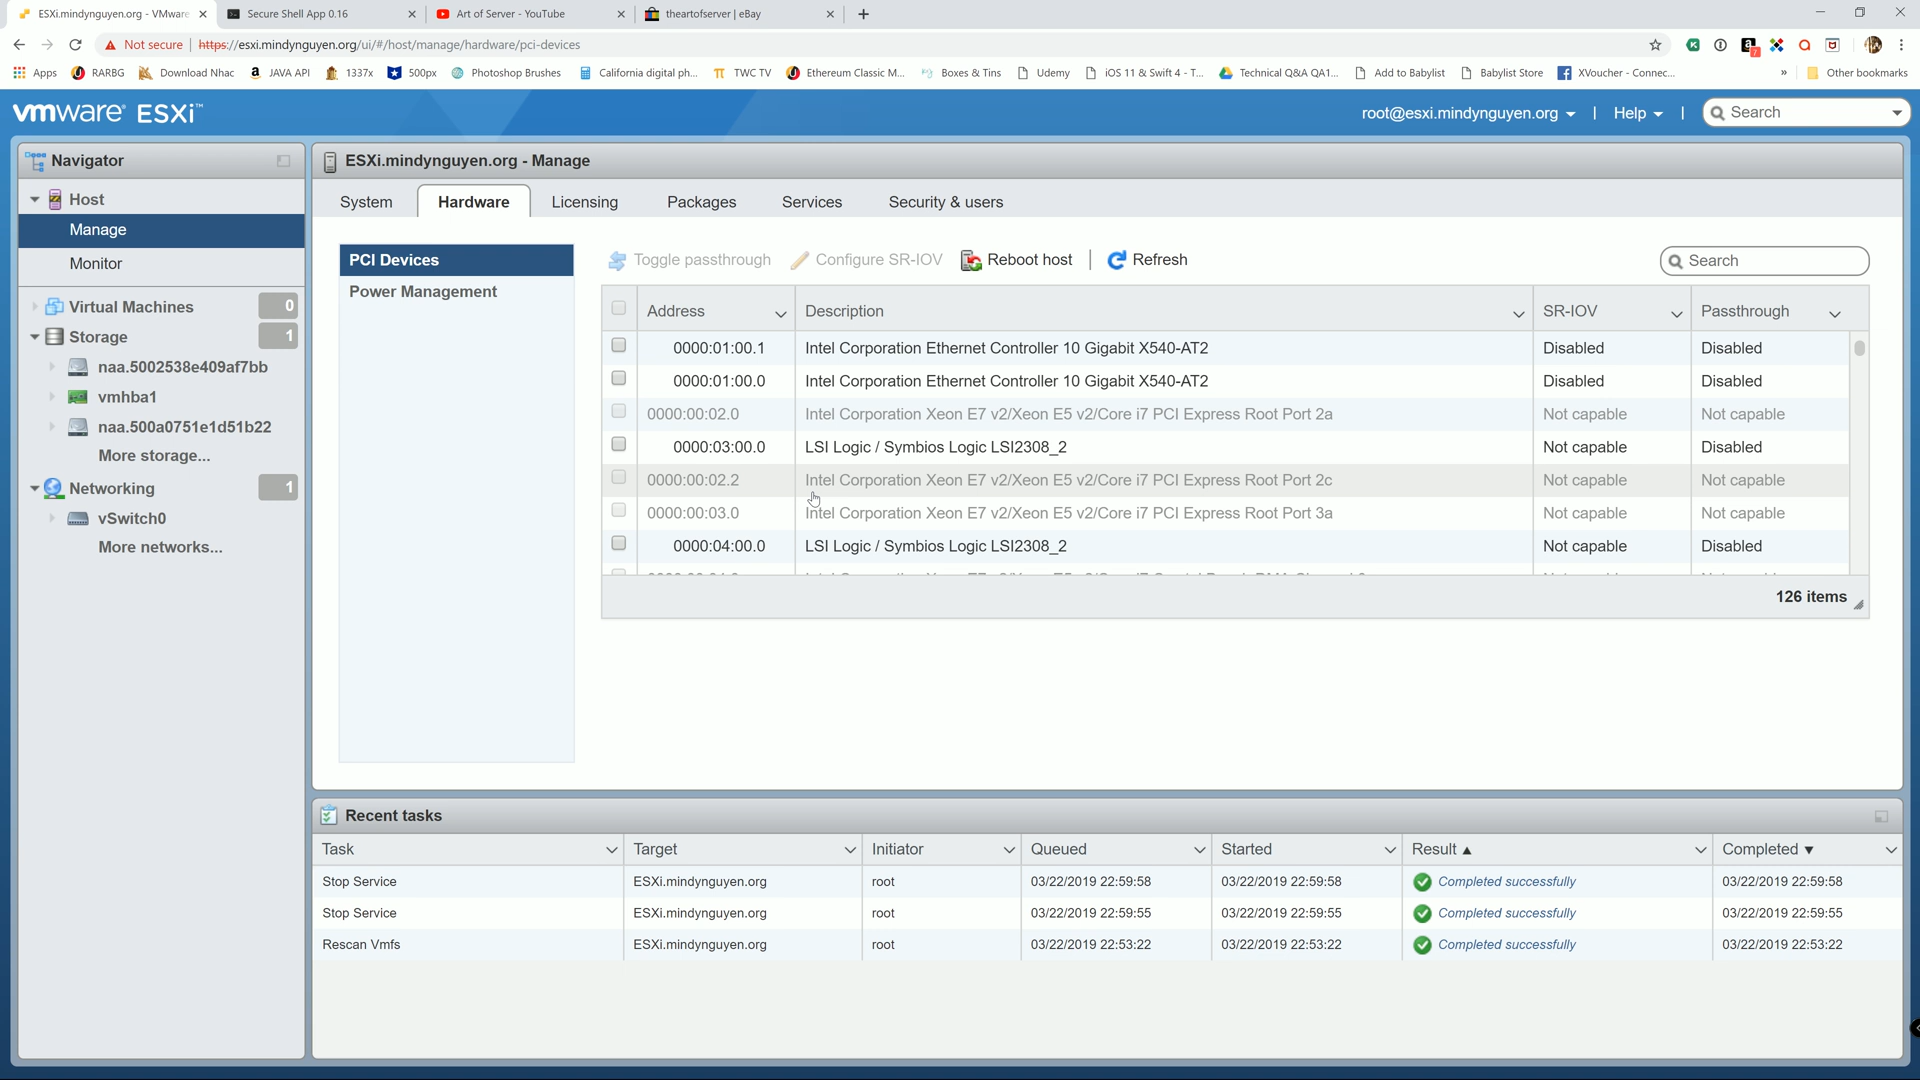 ESXi.mindynguyen.org - VMware
Secure Shell App 0.16
Art of Server - YouTube
theartofserver | eBay
Not secure | https://esxi.mindynguyen.org/ui/#/host/manage/hardware/pci-devices
7
Apps RARBG Download Nhac JAVA API 1337x 500px Photoshop Brushes California digital ph... TWC TV Ethereum Classic M... Boxes & Tins Udemy iOS 11 & Swift 4 - T... Technical Q&A QA1... Add to Babylist Babylist Store XVoucher - Connec... » Other bookmarks
vmware ESXi™
root@esxi.mindynguyen.org | Help | Search
Navigator
Host
Manage
Monitor
Virtual Machines 0
Storage 1
naa.5002538e409af7bb
vmhba1
naa.500a0751e1d51b22
More storage...
Networking 1
vSwitch0
More networks...
ESXi.mindynguyen.org - Manage
System Hardware Licensing Packages Services Security & users
PCI Devices
Power Management
Toggle passthrough Configure SR-IOV Reboot host | Refresh Search
Address Description SR-IOV Passthrough
0000:01:00.1 Intel Corporation Ethernet Controller 10 Gigabit X540-AT2 Disabled Disabled
0000:01:00.0 Intel Corporation Ethernet Controller 10 Gigabit X540-AT2 Disabled Disabled
0000:00:02.0 Intel Corporation Xeon E7 v2/Xeon E5 v2/Core i7 PCI Express Root Port 2a Not capable Not capable
0000:03:00.0 LSI Logic / Symbios Logic LSI2308_2 Not capable Disabled
0000:00:02.2 Intel Corporation Xeon E7 v2/Xeon E5 v2/Core i7 PCI Express Root Port 2c Not capable Not capable
0000:00:03.0 Intel Corporation Xeon E7 v2/Xeon E5 v2/Core i7 PCI Express Root Port 3a Not capable Not capable
0000:04:00.0 LSI Logic / Symbios Logic LSI2308_2 Not capable Disabled
126 items
Recent tasks
Task Target Initiator Queued Started Result ▲ Completed ▼
Stop Service ESXi.mindynguyen.org root 03/22/2019 22:59:58 03/22/2019 22:59:58 Completed successfully 03/22/2019 22:59:58
Stop Service ESXi.mindynguyen.org root 03/22/2019 22:59:55 03/22/2019 22:59:55 Completed successfully 03/22/2019 22:59:55
Rescan Vmfs ESXi.mindynguyen.org root 03/22/2019 22:53:22 03/22/2019 22:53:22 Completed successfully 03/22/2019 22:53:22